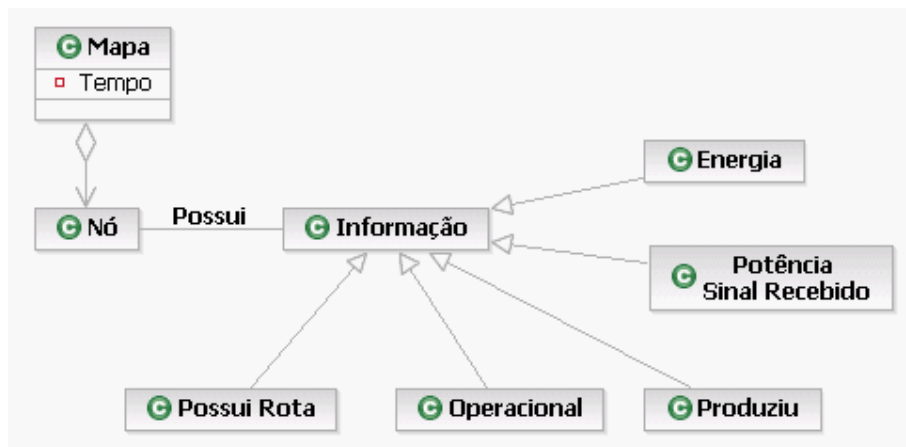 Mapa
Tempo
Energia
Nó
Possui
Informação
Potência
Sinal Recebido
Possui Rota
Operacional
Produziu